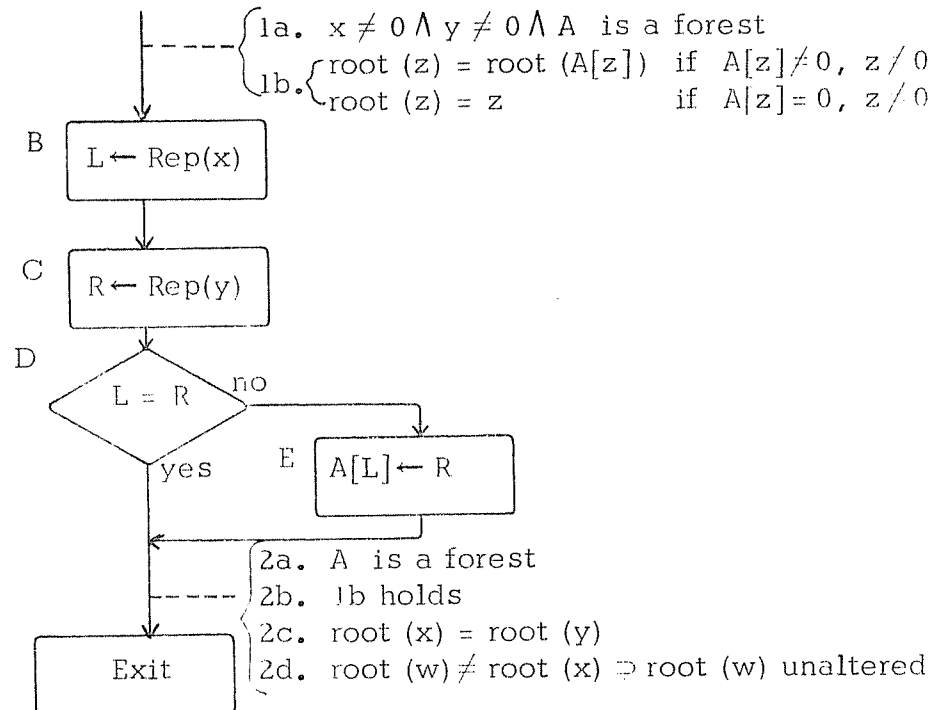 1a. x ≠ 0 ∧ y ≠ 0 ∧ A is a forest
1b. root (z) = root (A[z]) if A[z]≠0, z≠0
root (z) = z if A[z]=0, z≠0
B
L ← Rep(x)
C
R ← Rep(y)
D
L = R
no
E
A[L] ← R
yes
2a. A is a forest
2b. 1b holds
2c. root (x) = root (y)
2d. root (w) ≠ root (x) ⊃ root (w) unaltered
Exit